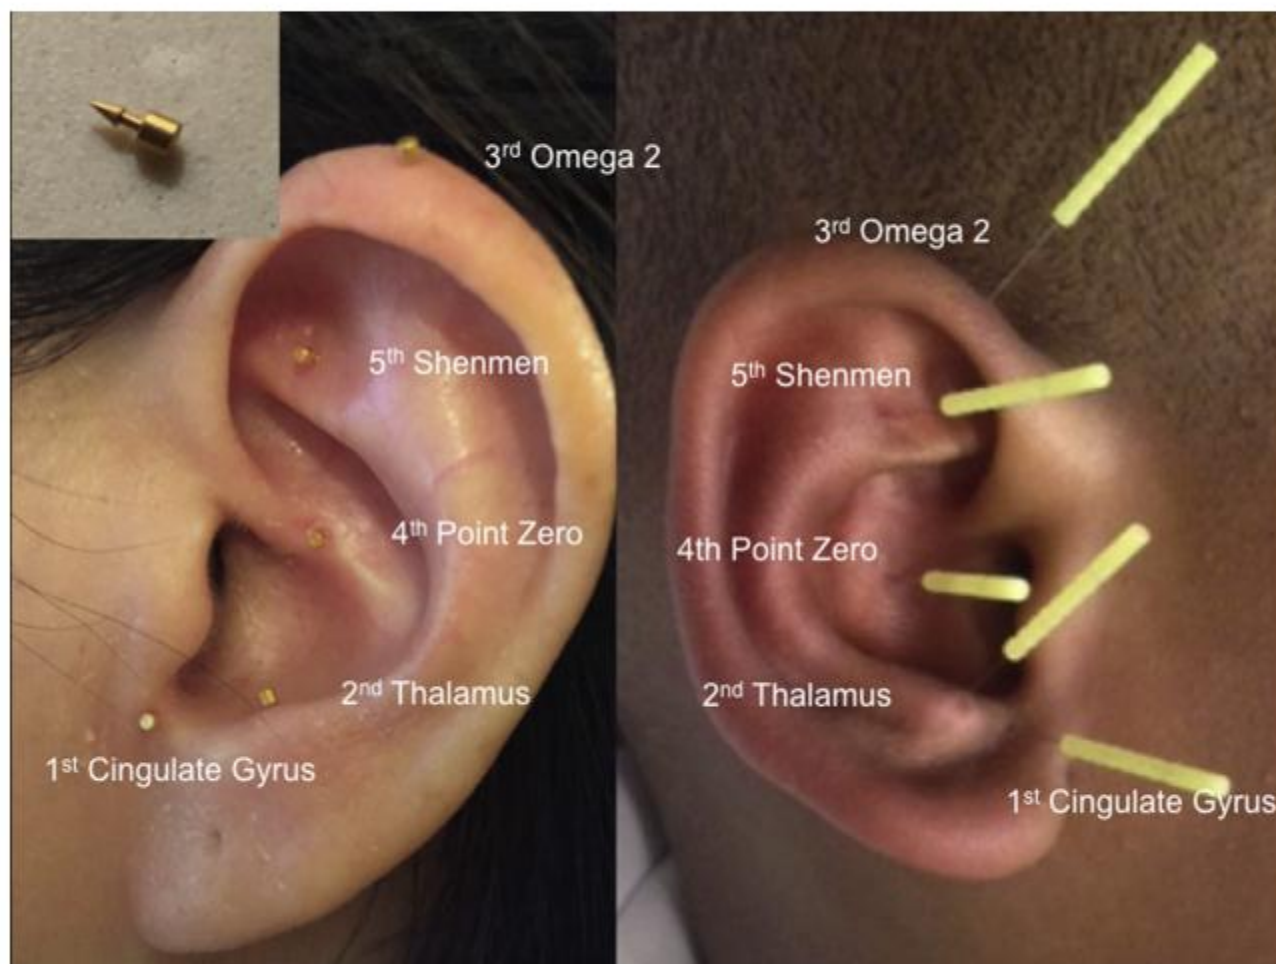 3rd Omega 2
5th Shenmen
4th Point Zero
2nd Thalamus
1st Cingulate Gyrus
3rd Omega 2
5th Shenmen
4th Point Zero
2nd Thalamus
1st Cingulate Gyrus